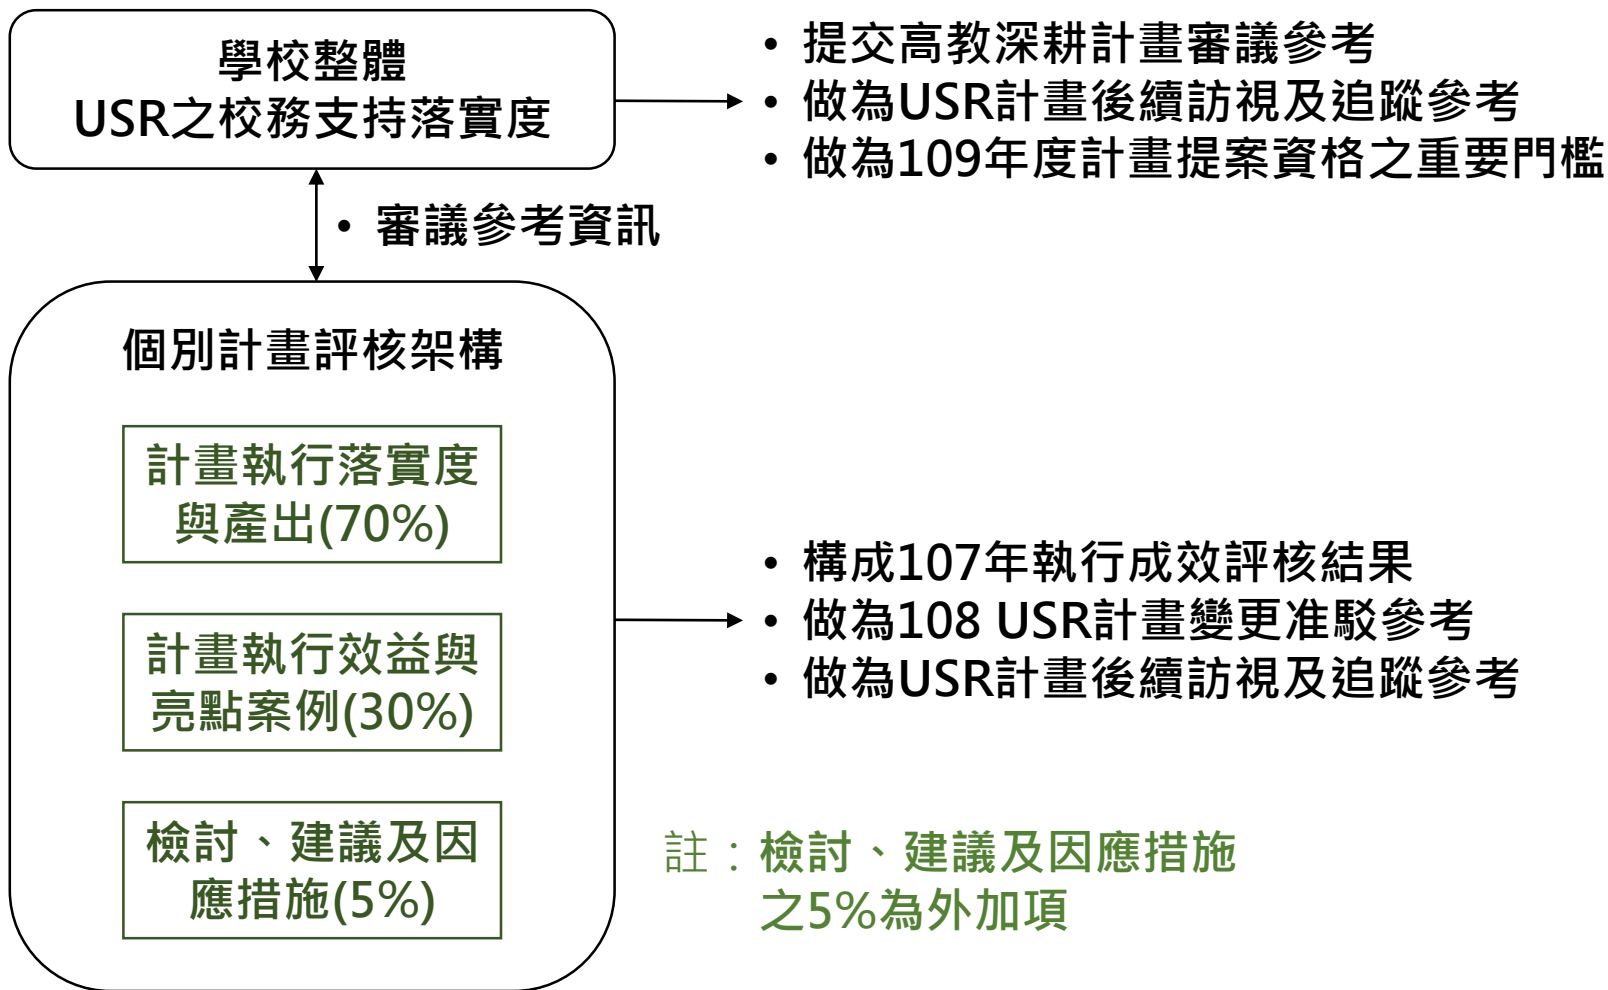 學校整體
USR之校務支持落實度
• 提交高教深耕計畫審議參考
• 做為USR計畫後續訪視及追蹤參考
• 做為109年度計畫提案資格之重要門檻
• 審議參考資訊
個別計畫評核架構
計畫執行落實度
與產出(70%)
計畫執行效益與
亮點案例(30%)
檢討、建議及因
應措施(5%)
• 構成107年執行成效評核結果
• 做為108 USR計畫變更准駁參考
• 做為USR計畫後續訪視及追蹤參考
註：檢討、建議及因應措施
之5%為外加項